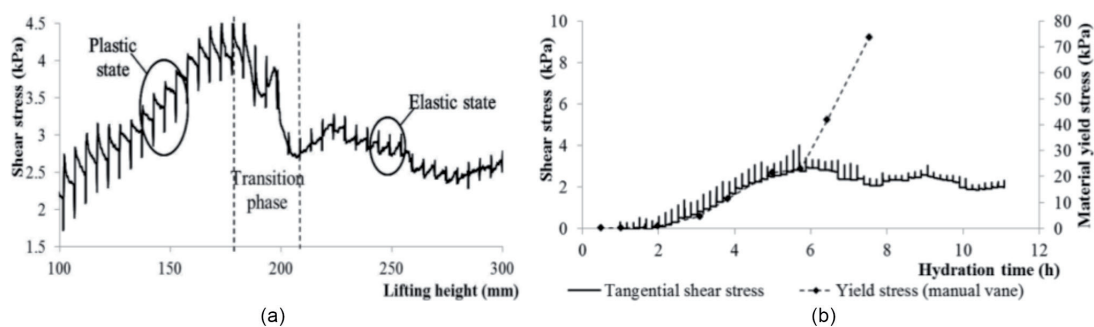 4.5
4
3.5
3
2.5
2
1.5
Shear stress (kPa)
Plastic
state
Elastic state
Transition
phase
100
150
200
250
300
Lifting height (mm)
(a)
10
8
6
4
2
0
Shear stress (kPa)
80
70
60
50
40
30
20
10
0
Material yield stress (kPa)
0
2
4
6
8
10
12
Hydration time (h)
Tangential shear stress
Yield stress (manual vane)
(b)